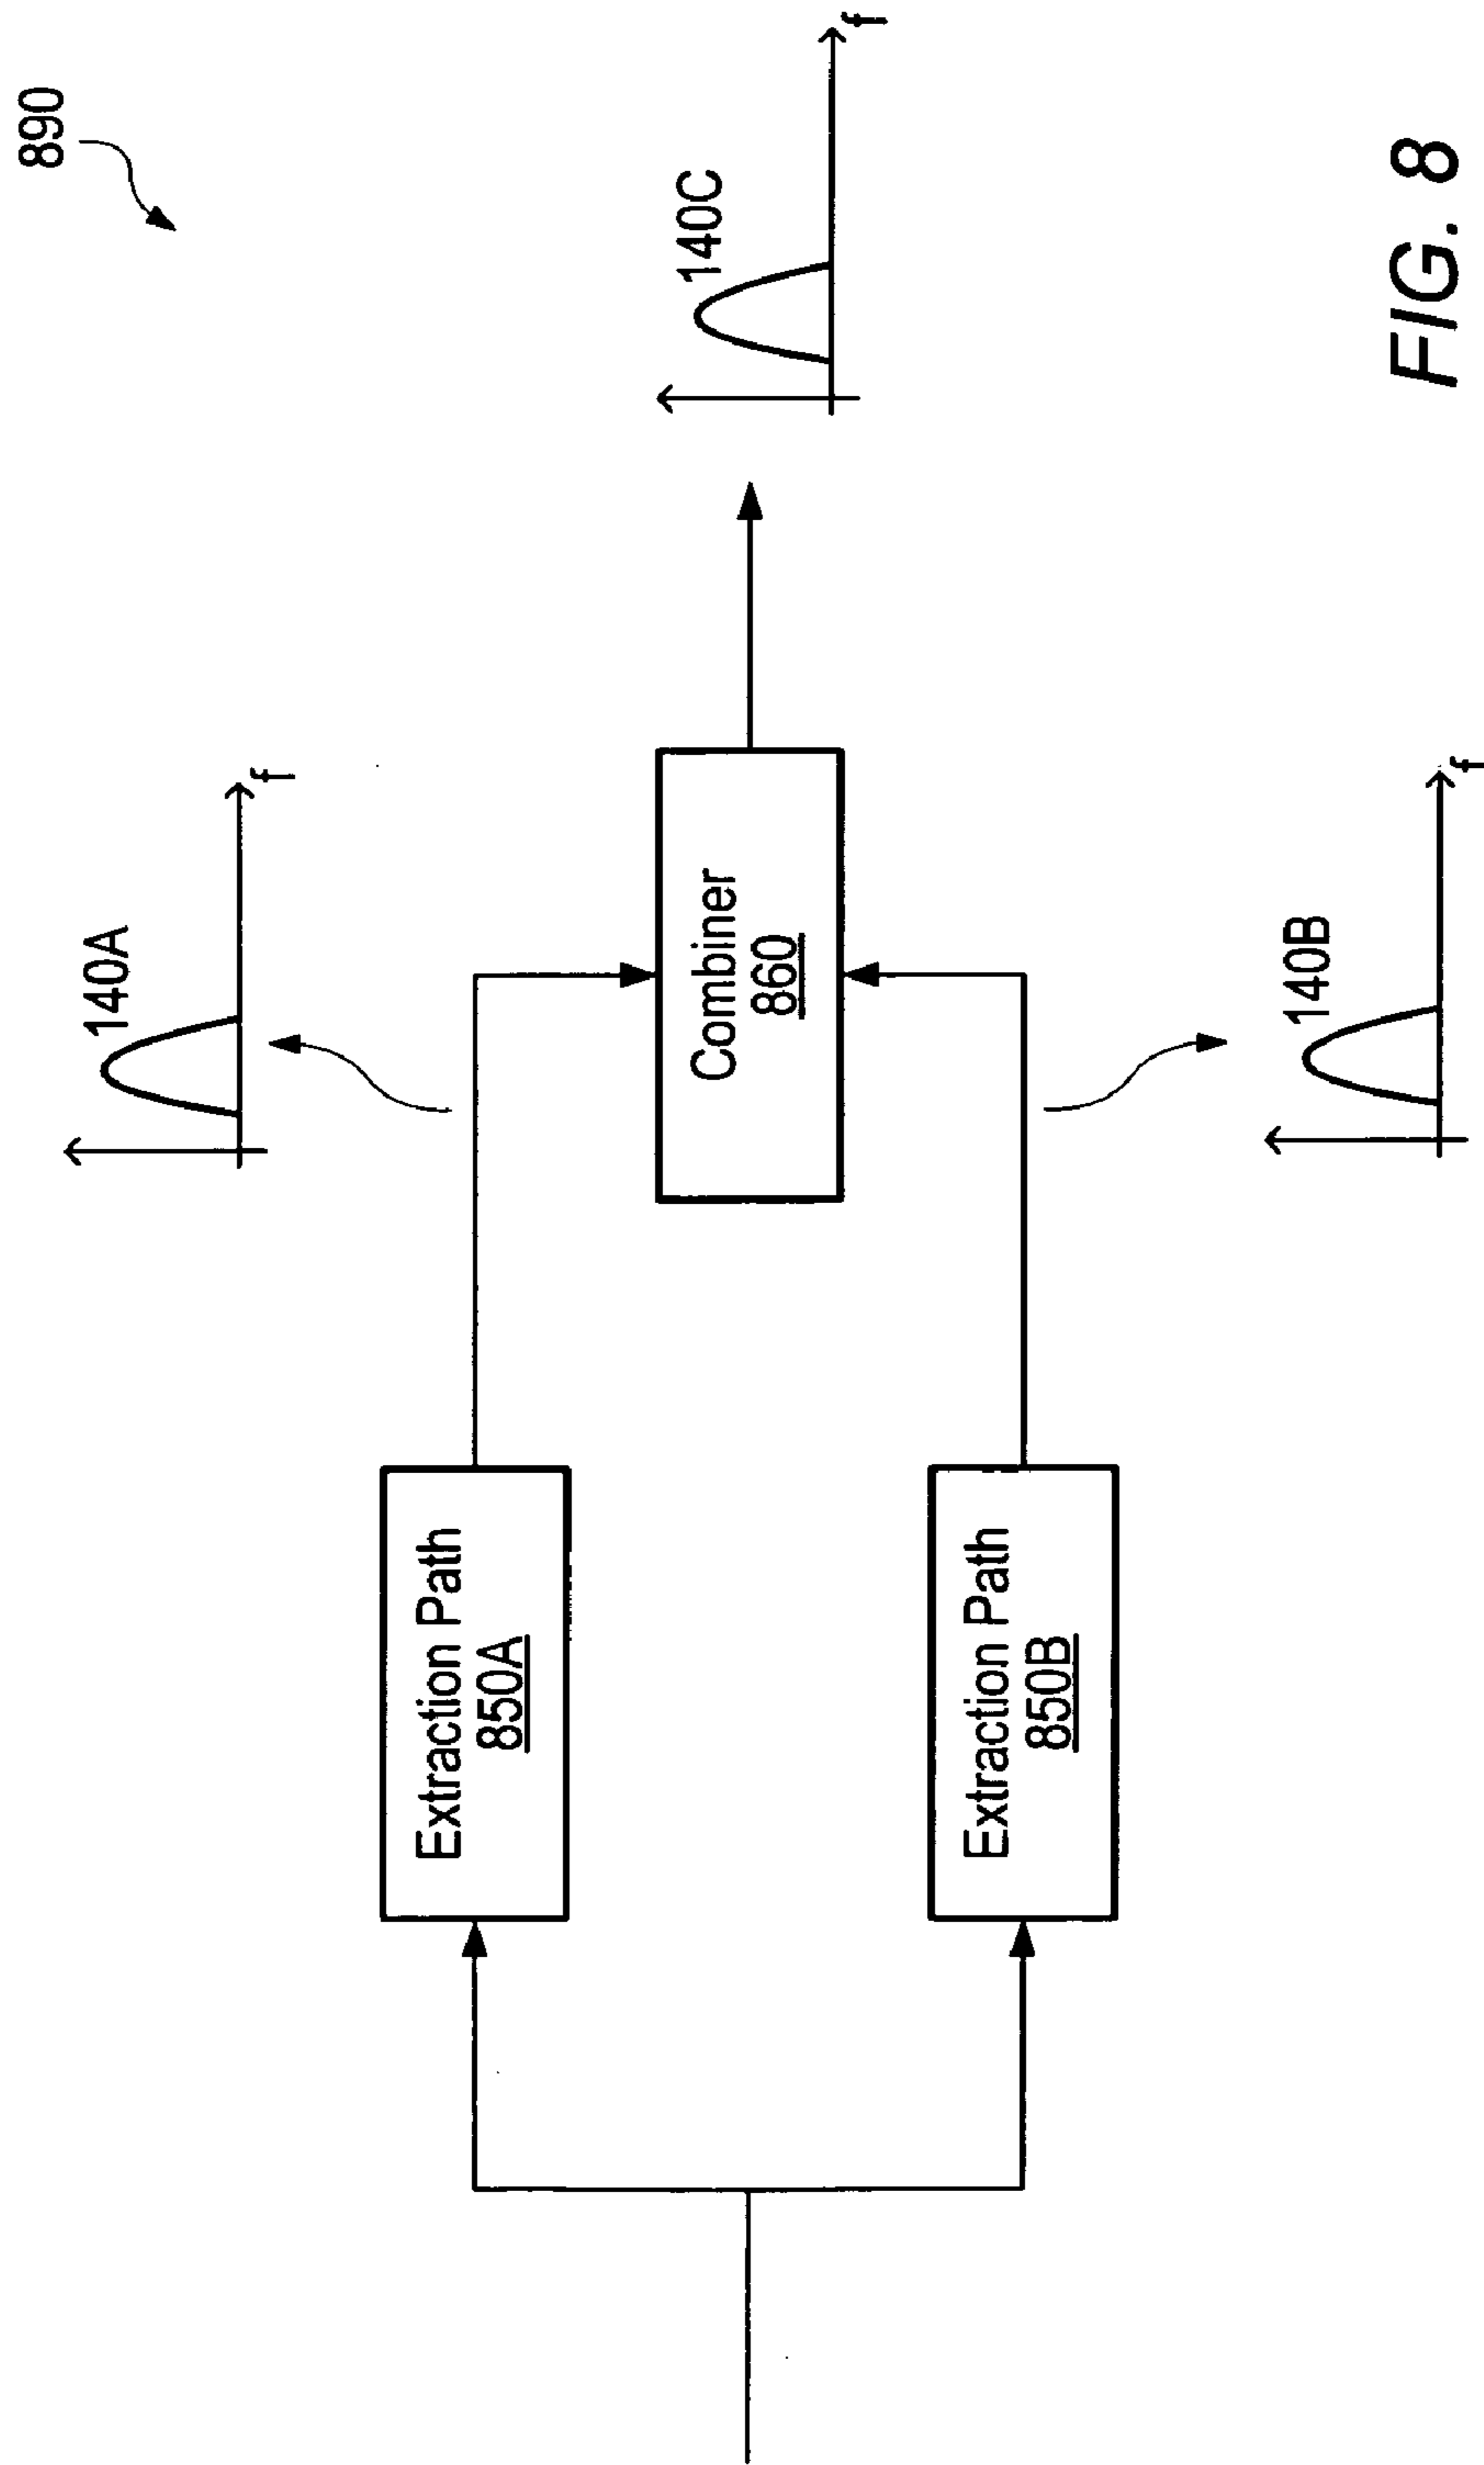 890
140A
f
140C
f
Extraction Path
850A
Combiner
860
Extraction Path
850B
140B
f
FIG. 8